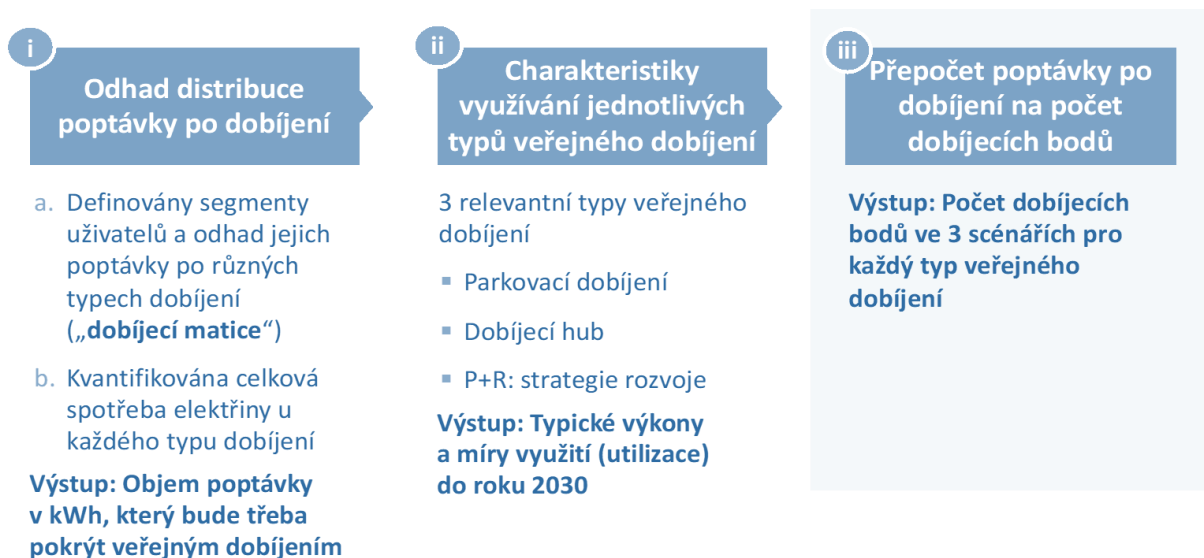 i
Odhad distribuce
poptávky po dobíjení
a. Definovány segmenty
uživatelů a odhad jejich
poptávky po různých
typech dobíjení
(„dobíjecí matice“)
b. Kvantifikována celková
spotřeba elektřiny u
každého typu dobíjení
Výstup: Objem poptávky
v kWh, který bude třeba
pokrýt veřejným dobíjením
ii
Charakteristiky
využívání jednotlivých
typů veřejného dobíjení
3 relevantní typy veřejného
dobíjení
▪ Parkovací dobíjení
▪ Dobíjecí hub
▪ P+R: strategie rozvoje
Výstup: Typické výkony
a míry využití (utilizace)
do roku 2030
iii
Přepočet poptávky po
dobíjení na počet
dobíjecích bodů
Výstup: Počet dobíjecích
bodů ve 3 scénářích pro
každý typ veřejného
dobíjení